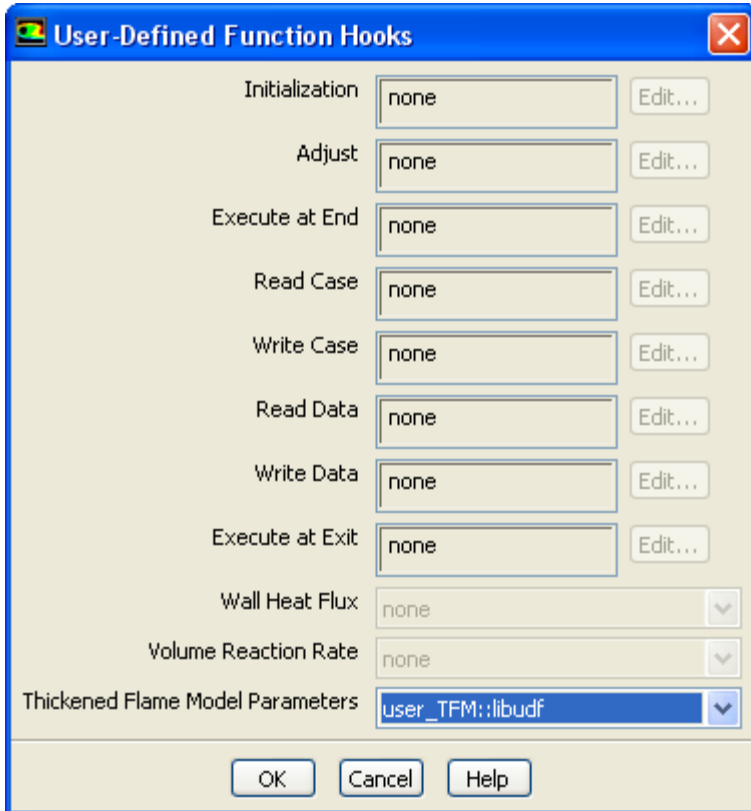 User-Defined Function Hooks
Initialization none Edit...
Adjust none Edit...
Execute at End none Edit...
Read Case none Edit...
Write Case none Edit...
Read Data none Edit...
Write Data none Edit...
Execute at Exit none Edit...
Wall Heat Flux none
Volume Reaction Rate none
Thickened Flame Model Parameters user_TFM::libudf
OK Cancel Help